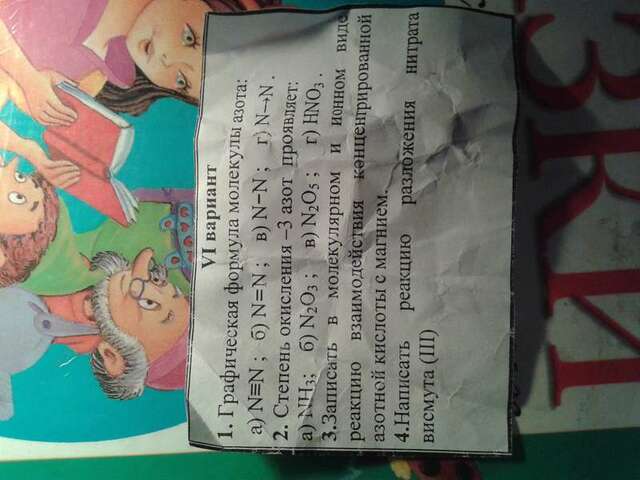 VI вариант
1. Графическая формула молекулы азота:
а) N≡N ; б) N=N ; в) N−N ; г) N→N .
2. Степень окисления −3 азот проявляет:
а) NH₃; б) N₂O₃ ; в) N₂O₅ ; г) HNO₃ .
3.Записать в молекулярном и ионном виде
реакцию взаимодействия концентрированной
азотной кислоты с магнием.
4.Написать реакцию разложения нитрата
висмута (III)
ЗКИ